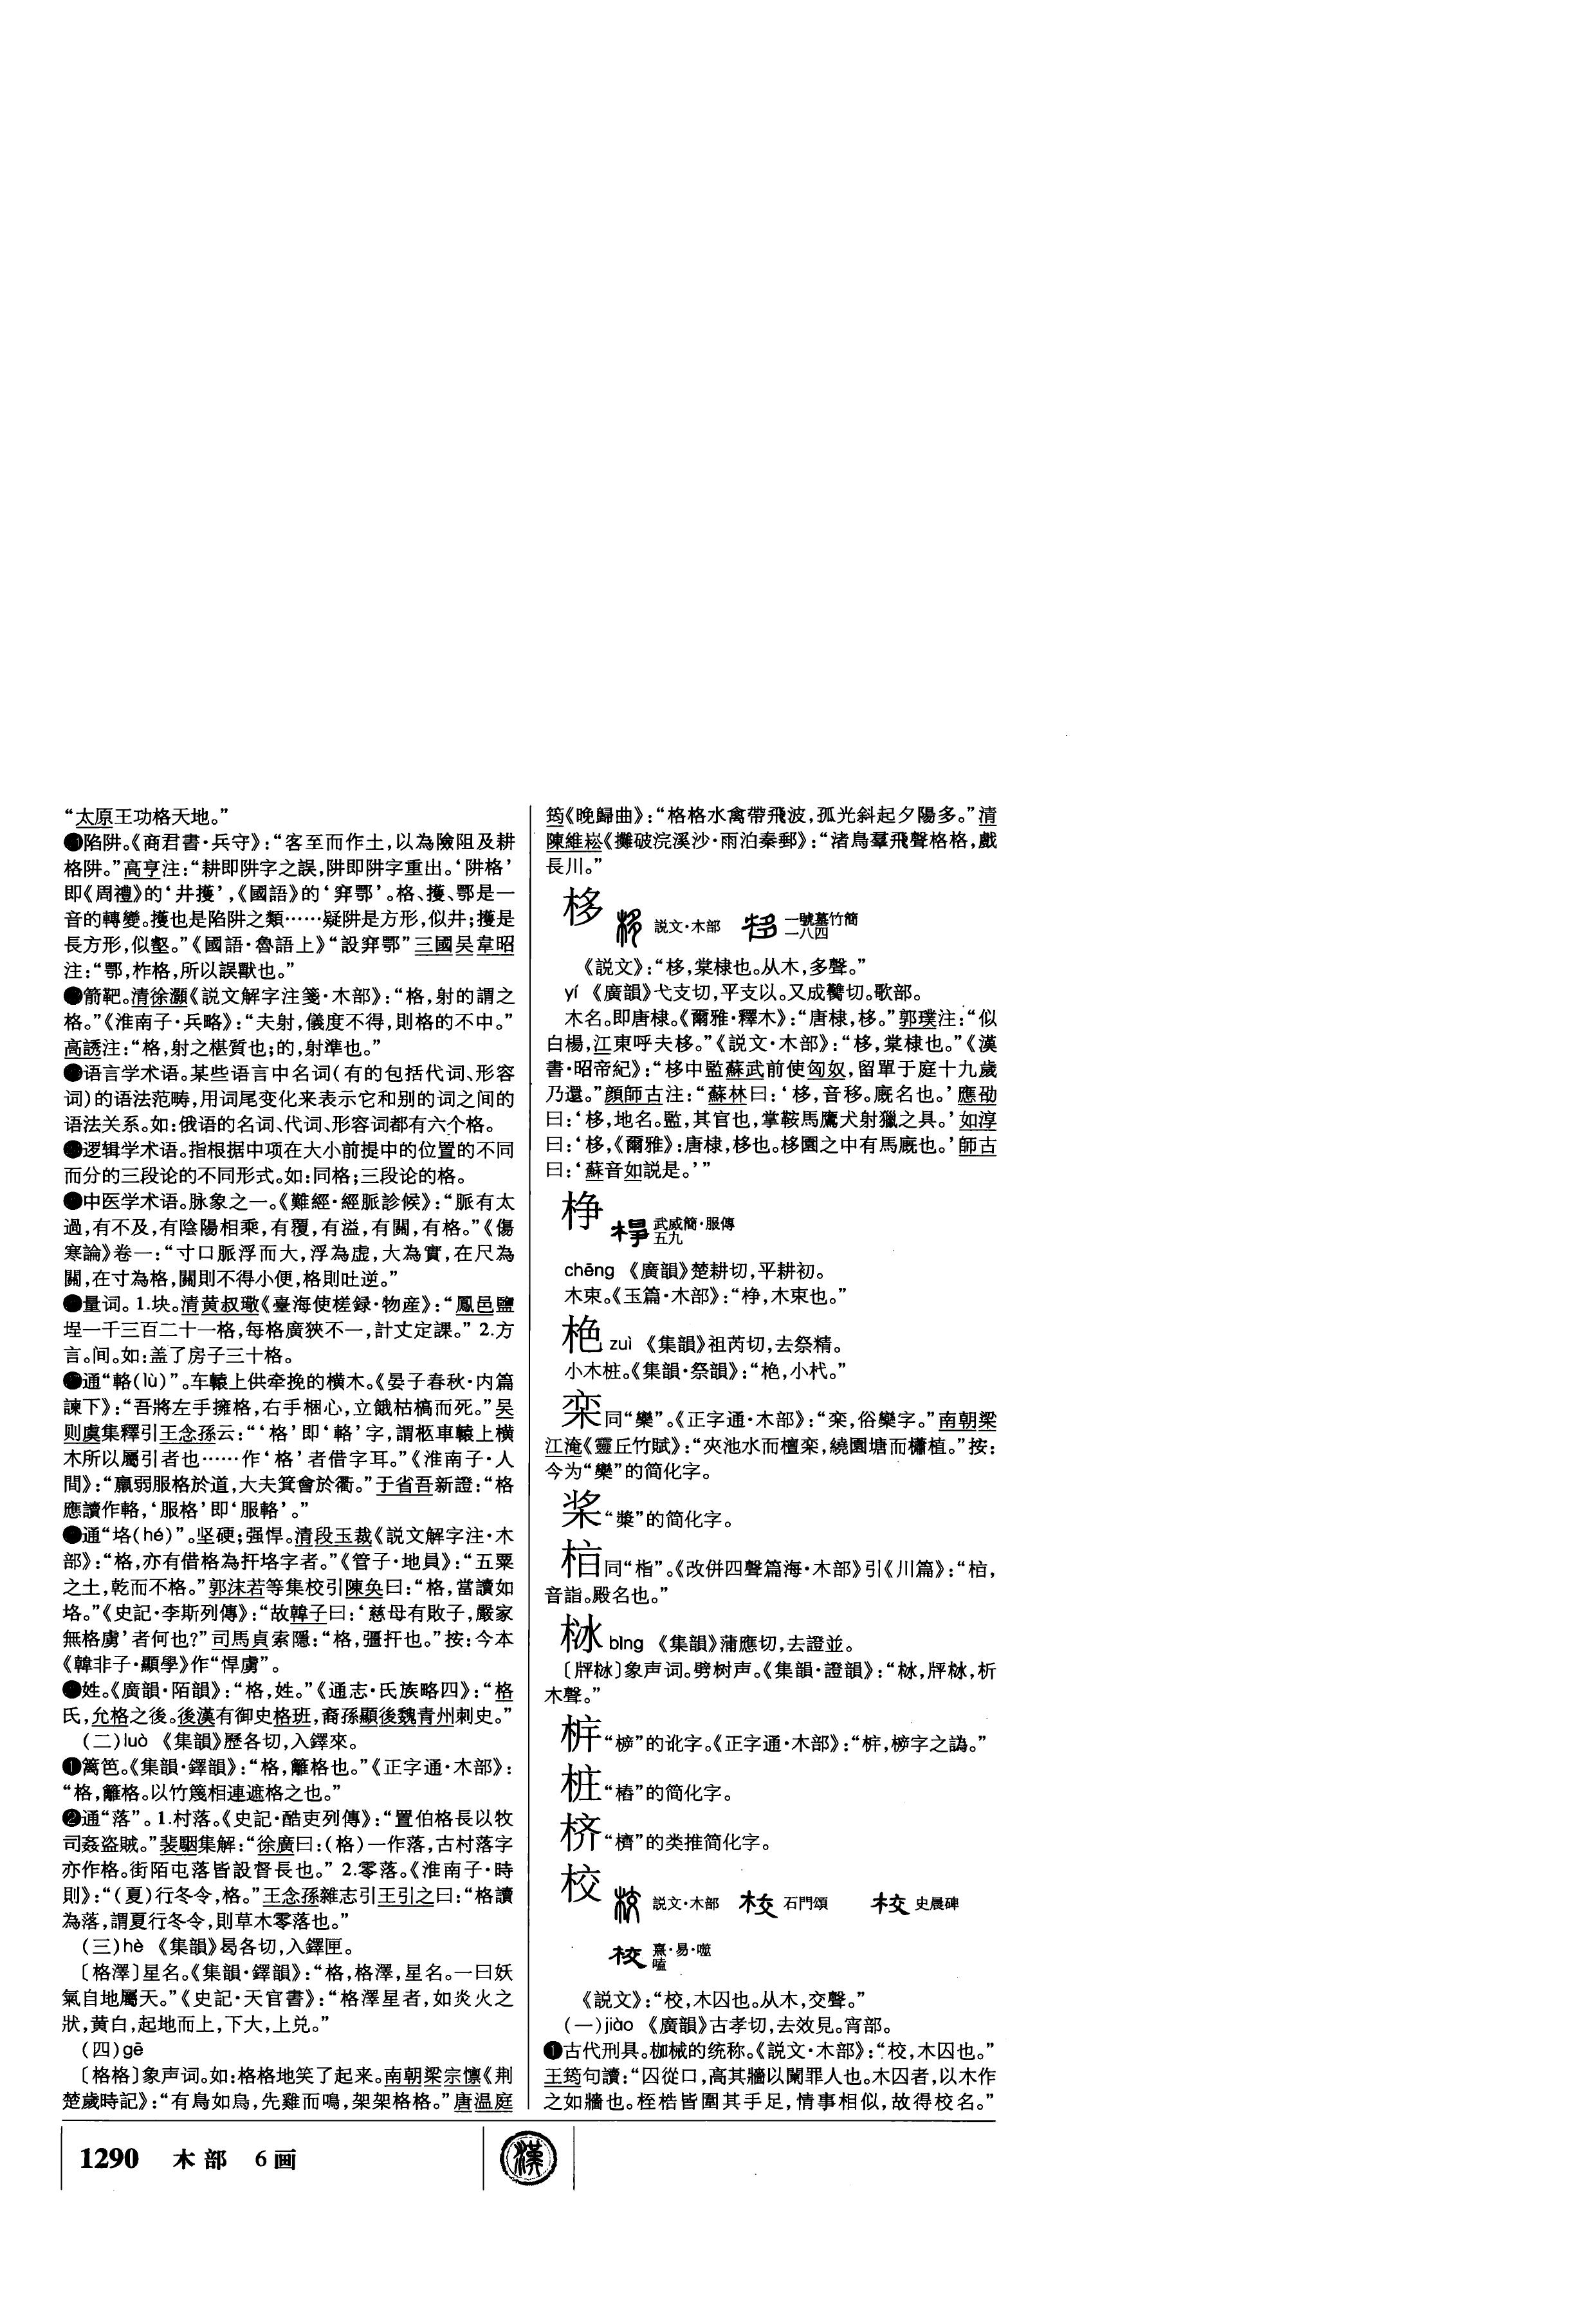 “太原王功格天地。”
陷阱。《商君書·兵守》：“客至而作土，以為險阻及耕
格阱。”高亨注：“耕即阱字之誤，阱即阱字重出。‘阱格’
即《周禮》的‘井擭’，《國語》的‘穽鄂’。格、擭、鄂是一
音的轉變。擭也是陷阱之類……疑阱是方形，似井；擭是
長方形，似壑。”《國語·魯語上》“設穽鄂”三國吴韋昭
注：“鄂，柞格，所以誤獸也。”
箭靶。清徐灝《説文解字注箋·木部》：“格，射的謂之
格。”《淮南子·兵略》：“夫射，儀度不得，則格的不中。”
高誘注：“格，射之椹質也；的，射準也。”
语言学术语。某些语言中名词（有的包括代词、形容
词）的语法范畴，用词尾变化来表示它和别的词之间的
语法关系。如：俄语的名词、代词、形容词都有六个格。
逻辑学术语。指根据中项在大小前提中的位置的不同
而分的三段论的不同形式。如：同格；三段论的格。
中医学术语。脉象之一。《難經·經脈診候》：“脈有太
過，有不及，有陰陽相乘，有覆，有溢，有關，有格。”《傷
寒論》卷一：“寸口脈浮而大，浮為虚，大為實，在尺為
關，在寸為格，關則不得小便，格則吐逆。”
量词。1.块。清黄叔璥《臺海使槎録·物産》：“鳳邑鹽
埕一千三百二十一格，每格廣狹不一，計丈定課。”2.方
言。间。如：盖了房子三十格。
通“輅（lù）”。车辕上供牵挽的横木。《晏子春秋·内篇
諫下》：“吾將左手擁格，右手梱心，立餓枯槁而死。”吴
则虞集釋引王念孫云：“‘格’即‘輅’字，謂柩車轅上横
木所以屬引者也……作‘格’者借字耳。”《淮南子·人
間》：“羸弱服格於道，大夫箕會於衢。”于省吾新證：“格
應讀作輅，‘服格’即‘服輅’。”
通“垎（hé）”。坚硬；强悍。清段玉裁《説文解字注·木
部》：“格，亦有借格為扞垎字者。”《管子·地員》：“五粟
之土，乾而不格。”郭沫若等集校引陳奂曰：“格，當讀如
垎。”《史記·李斯列傳》：“故韓子曰：‘慈母有敗子，嚴家
無格虜’者何也？”司馬貞索隱：“格，彊扞也。”按：今本
《韓非子·顯學》作“悍虜”。
姓。《廣韻·陌韻》：“格，姓。”《通志·氏族略四》：“格
氏，允格之後。後漢有御史格班，裔孫顯後魏青州刺史。”
（二）luò 《集韻》歷各切，入鐸來。
❶篱笆。《集韻·鐸韻》：“格，籬格也。”《正字通·木部》：
“格，籬格。以竹篾相連遮格之也。”
❷通“落”。1.村落。《史記·酷吏列傳》：“置伯格長以牧
司姦盗賊。”裴駰集解：“徐廣曰：（格）一作落，古村落字
亦作格。街陌屯落皆設督長也。”2.零落。《淮南子·時
則》：“（夏）行冬令，格。”王念孫雜志引王引之曰：“格讀
為落，謂夏行冬令，則草木零落也。”
（三）hè 《集韻》曷各切，入鐸匣。
〔格澤〕星名。《集韻·鐸韻》：“格，格澤，星名。一曰妖
氣自地屬天。”《史記·天官書》：“格澤星者，如炎火之
狀，黄白，起地而上，下大，上兑。”
（四）gē
〔格格〕象声词。如：格格地笑了起来。南朝梁宗懔《荆
楚歲時記》：“有鳥如烏，先雞而鳴，架架格格。”唐温庭
筠《晚歸曲》：“格格水禽帶飛波，孤光斜起夕陽多。”清
陳維崧《攤破浣溪沙·雨泊秦郵》：“渚鳥羣飛聲格格，戲
長川。”
栘 説文·木部 一號墓竹簡一八四
《説文》：“栘，棠棣也。从木，多聲。”
yí 《廣韻》弋支切，平支以。又成臡切。歌部。
木名。即唐棣。《爾雅·釋木》：“唐棣，栘。”郭璞注：“似
白楊，江東呼夫栘。”《説文·木部》：“栘，棠棣也。”《漢
書·昭帝紀》：“栘中監蘇武前使匈奴，留單于庭十九歲
乃還。”顔師古注：“蘇林曰：‘栘，音移。廄名也。’應劭
曰：‘栘，地名。監，其官也，掌鞍馬鷹犬射獵之具。’如淳
曰：‘栘，《爾雅》：唐棣，栘也。栘園之中有馬廄也。’師古
曰：‘蘇音如説是。’”
桙 武威簡·服傳五九
chēng 《廣韻》楚耕切，平耕初。
木束。《玉篇·木部》：“，木束也。”
zuì 《集韻》祖芮切，去祭精。
小木桩。《集韻·祭韻》：“，小杙。”
栾同“欒”。《正字通·木部》：“栾，俗欒字。”南朝梁
江淹《靈丘竹賦》：“夾池水而檀栾，繞園塘而櫹植。”按：
今为“欒”的简化字。
桨“槳”的简化字。
同“栺”。《改併四聲篇海·木部》引《川篇》：“，
音詣。殿名也。”
bìng 《集韻》蒲應切，去證並。
〔〕象声词。劈树声。《集韻·證韻》：“，析
木聲。”
“㮄”的讹字。《正字通·木部》：“，㮄字之譌。”
桩“樁”的简化字。
“櫅”的类推简化字。
校 説文·木部 石門頌 史晨碑
熹·易·噬嗑
《説文》：“校，木囚也。从木，交聲。”
（一）jiào 《廣韻》古孝切，去效見。宵部。
❶古代刑具。枷械的统称。《説文·木部》：“校，木囚也。”
王筠句讀：“囚從口，高其牆以闌罪人也。木囚者，以木作
之如牆也。桎梏皆圍其手足，情事相似，故得校名。”
1290 木部 6画
漢